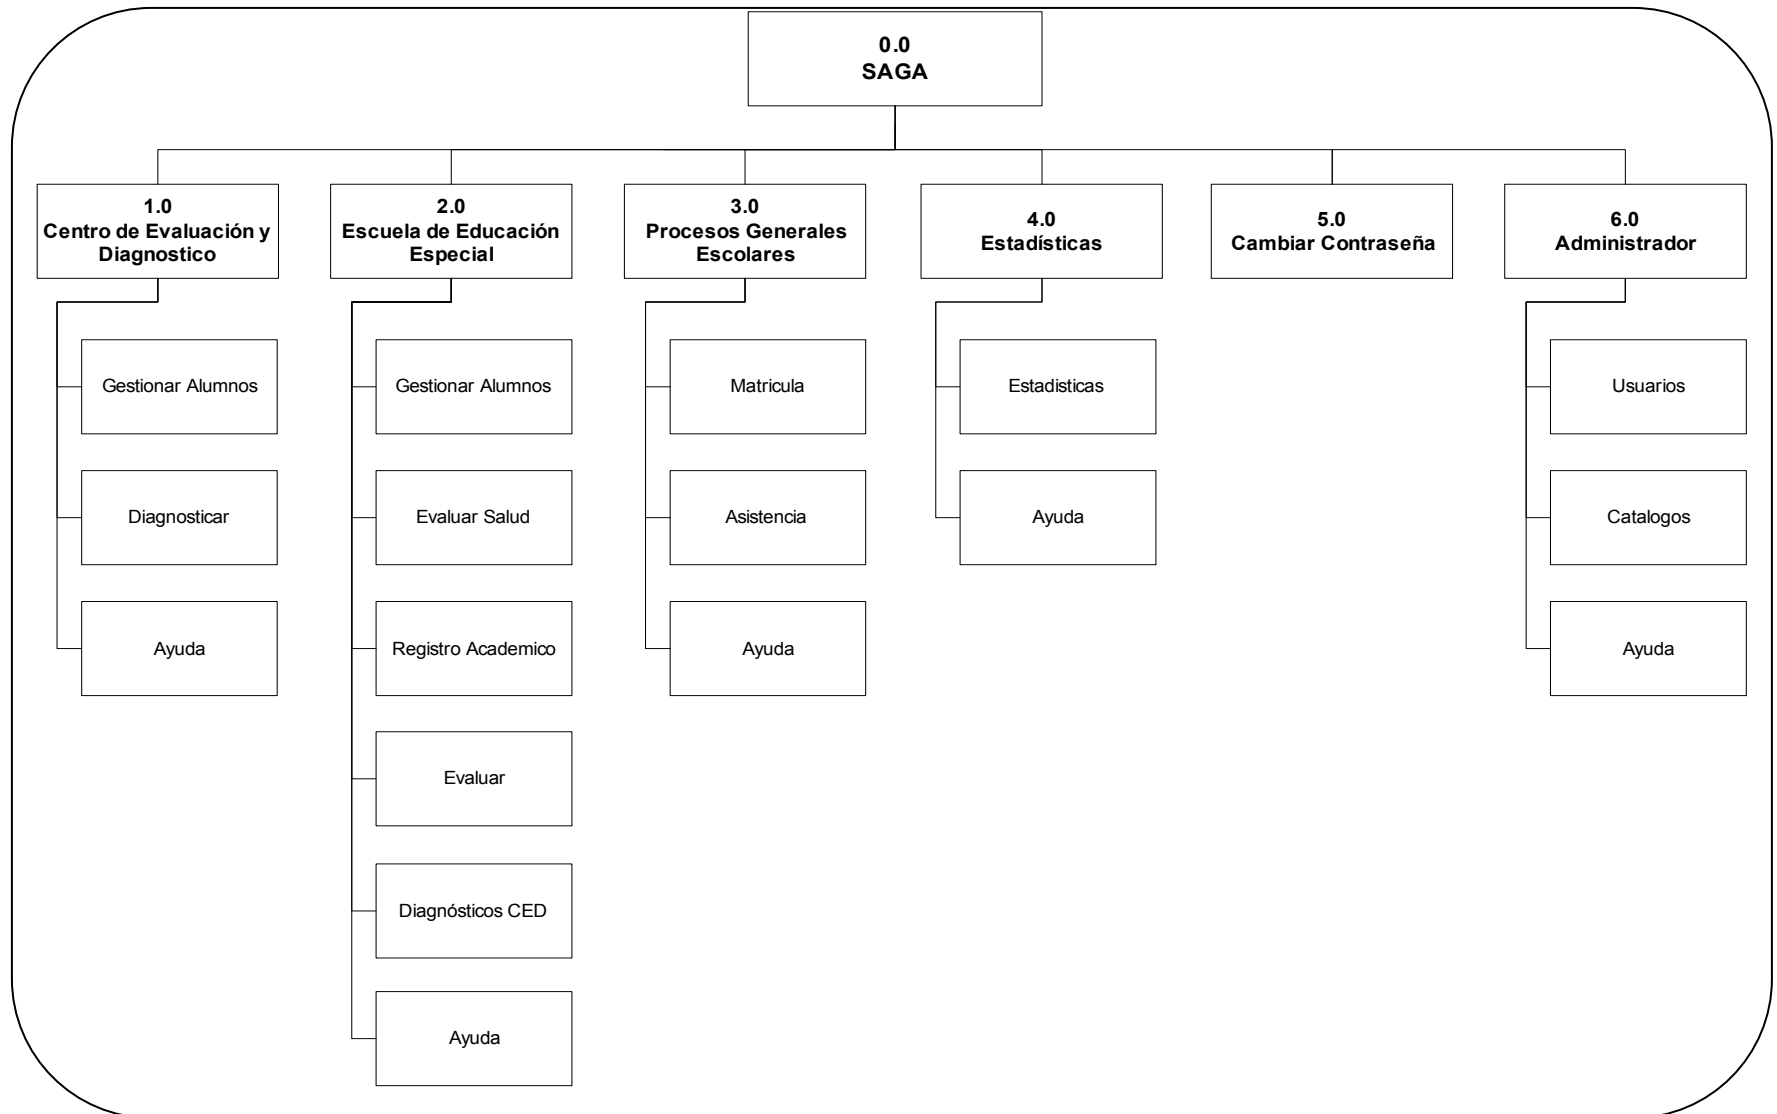 0.0
SAGA
1.0
Centro de Evaluación y
Diagnostico
2.0
Escuela de Educación
Especial
3.0
Procesos Generales
Escolares
4.0
Estadísticas
5.0
Cambiar Contraseña
6.0
Administrador
Gestionar Alumnos
Diagnosticar
Ayuda
Gestionar Alumnos
Evaluar Salud
Registro Academico
Evaluar
Diagnósticos CED
Ayuda
Matricula
Asistencia
Ayuda
Estadisticas
Ayuda
Usuarios
Catalogos
Ayuda